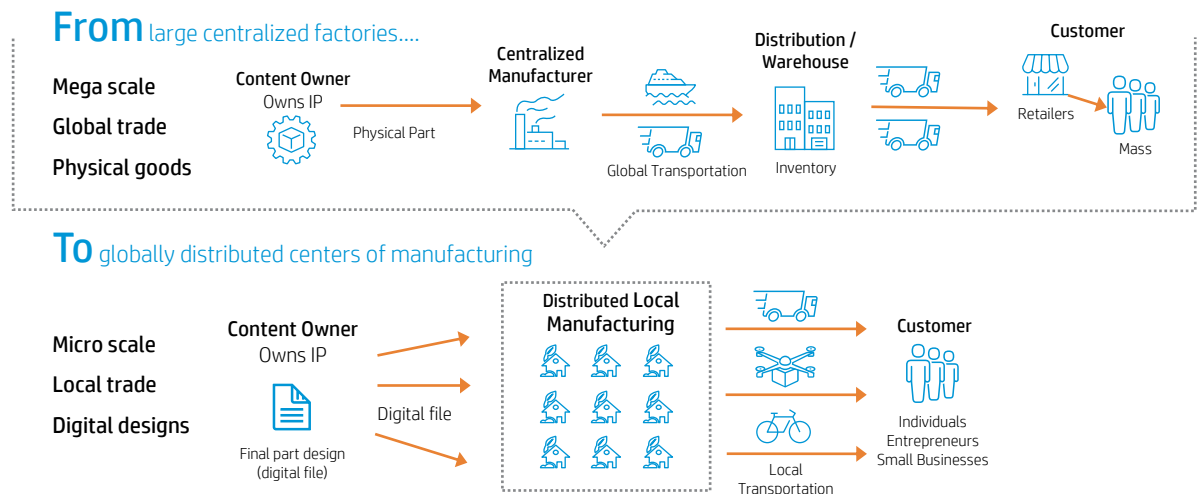 From large centralized factories....
Mega scale
Global trade
Physical goods
Content Owner
Owns IP
Physical Part
Centralized
Manufacturer
Global Transportation
Distribution /
Warehouse
Inventory
Customer
Retailers
Mass
To globally distributed centers of manufacturing
Micro scale
Local trade
Digital designs
Content Owner
Owns IP
Final part design
(digital file)
Digital file
Distributed Local
Manufacturing
Local
Transportation
Customer
Individuals
Entrepreneurs
Small Businesses